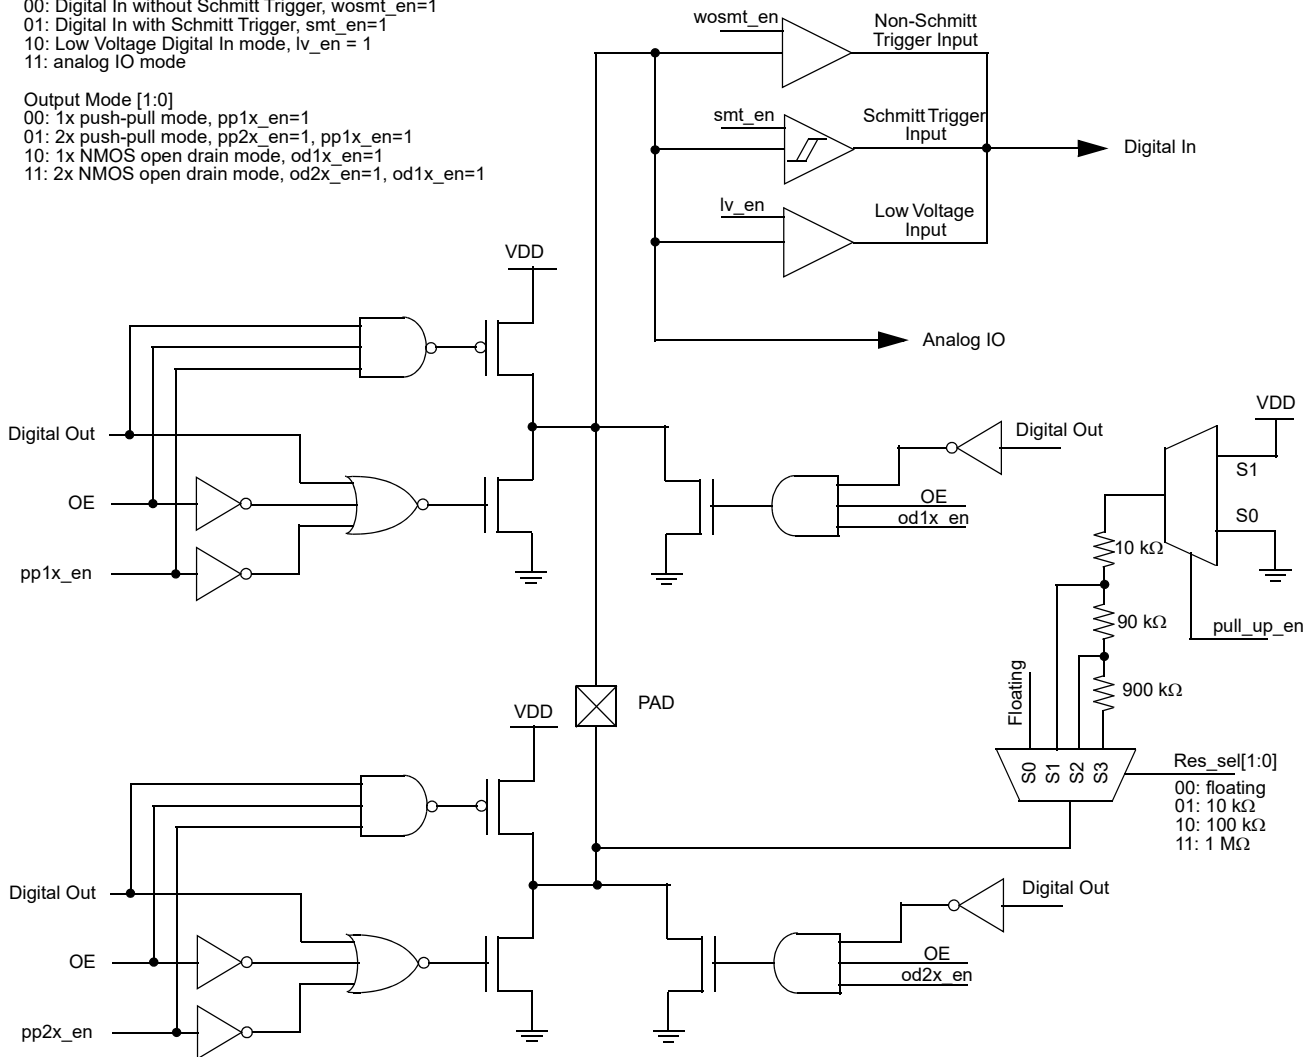 00: Digital In without Schmitt Trigger, wosmt_en=1
01: Digital In with Schmitt Trigger, smt_en=1
10: Low Voltage Digital In mode, lv_en = 1
11: analog IO mode
Output Mode [1:0]
00: 1x push-pull mode, pp1x_en=1
01: 2x push-pull mode, pp2x_en=1, pp1x_en=1
10: 1x NMOS open drain mode, od1x_en=1
11: 2x NMOS open drain mode, od2x_en=1, od1x_en=1
wosmt_en
Non-Schmitt
Trigger Input
smt_en
Schmitt Trigger
Input
Digital In
lv_en
Low Voltage
Input
Analog IO
VDD
Digital Out
OE
pp1x_en
Digital Out
OE
od1x_en
VDD
S1
S0
10 kΩ
90 kΩ
900 kΩ
pull_up_en
Floating
S0
S1
S2
S3
Res_sel[1:0]
00: floating
01: 10 kΩ
10: 100 kΩ
11: 1 MΩ
PAD
VDD
Digital Out
OE
pp2x_en
Digital Out
OE
od2x_en